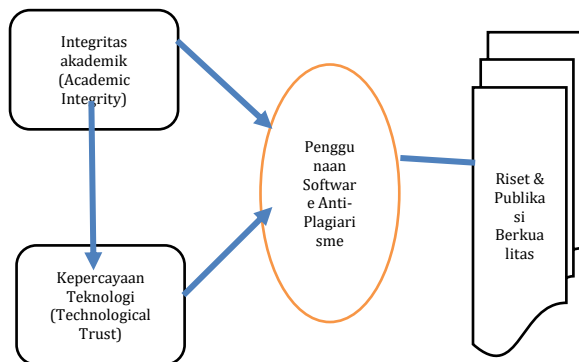 Integritas
akademik
(Academic
Integrity)
Kepercayaan
Teknologi
(Technological
Trust)
Penggu
naan
Softwar
e Anti-
Plagiari
sme
Riset &
Publika
si
Berkua
litas